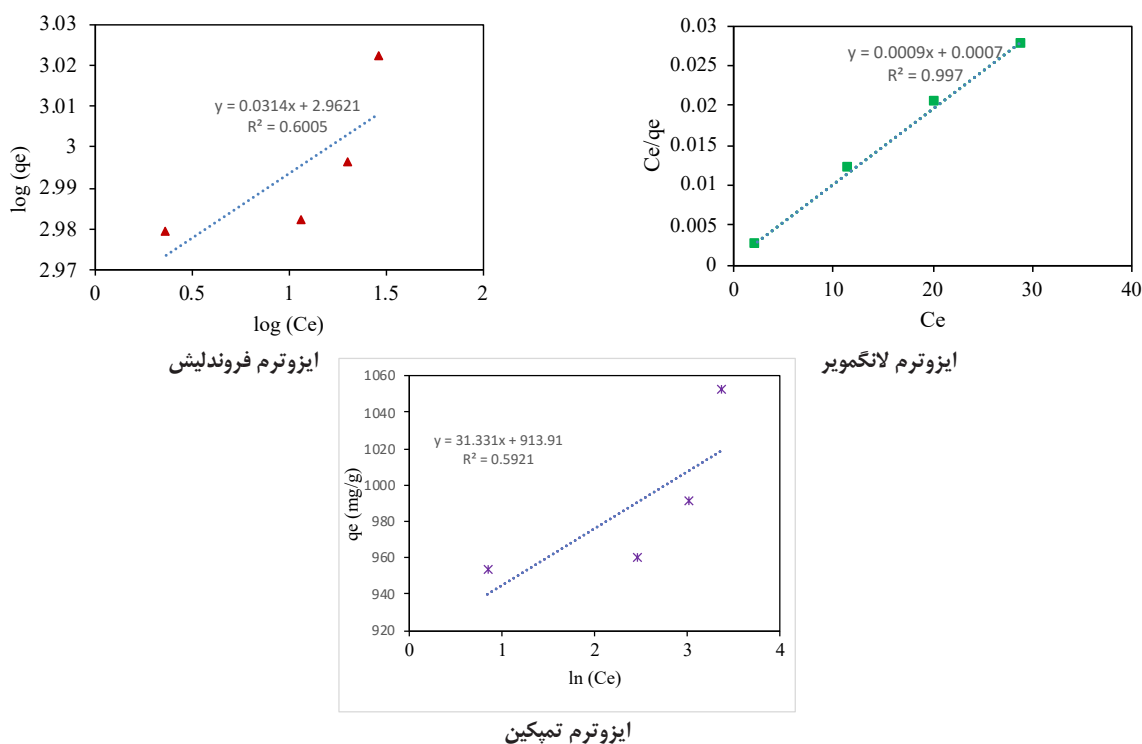 3.03
3.02
3.01
3
2.99
2.98
2.97
log (qe)
y = 0.0314x + 2.9621
R² = 0.6005
0
0.5
1
1.5
2
log (Ce)
ایزوترم فروندلیش
0.03
0.025
0.02
0.015
0.01
0.005
0
Ce/qe
y = 0.0009x + 0.0007
R² = 0.997
0
10
20
30
40
Ce
ایزوترم لانگمویر
1060
1040
1020
1000
980
960
940
920
qe (mg/g)
y = 31.331x + 913.91
R² = 0.5921
0
1
2
3
4
ln (Ce)
ایزوترم تمپکین